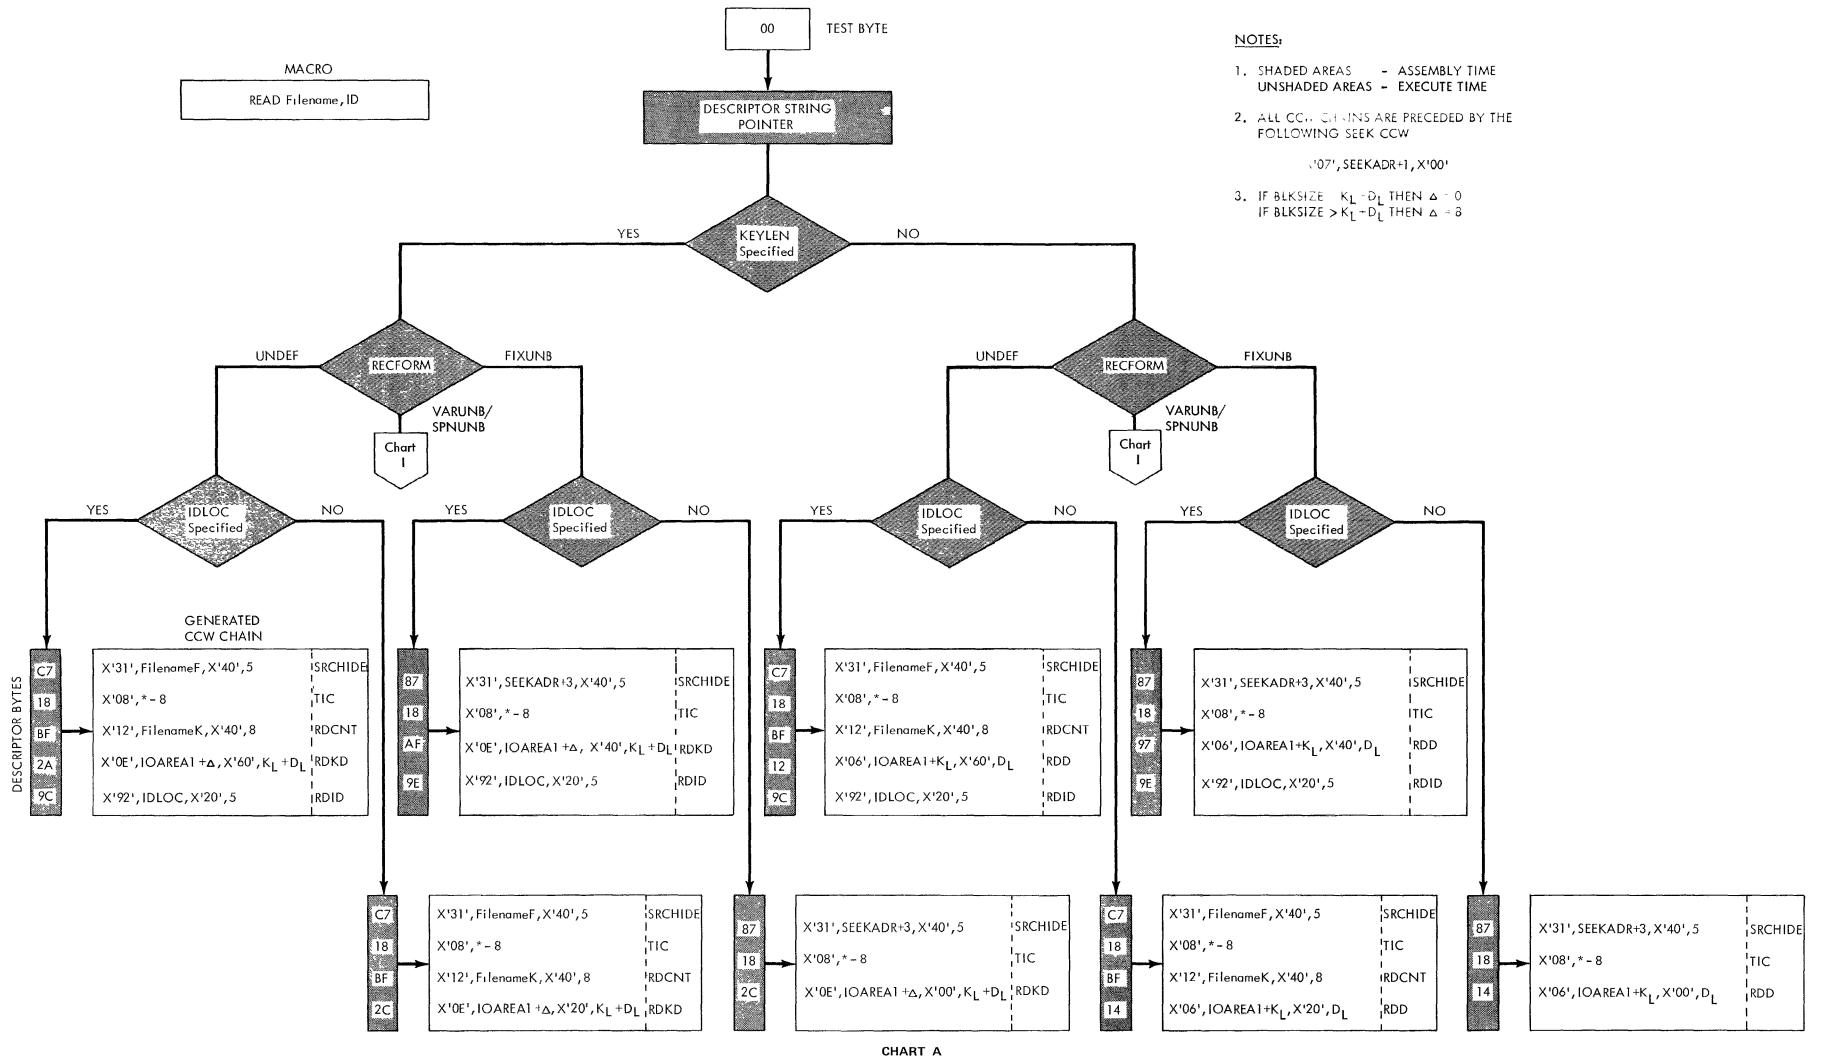 00 TEST BYTE
MACRO
READ Filename, ID
DESCRIPTOR STRING
POINTER
NOTES:
1. SHADED AREAS - ASSEMBLY TIME
UNSHADED AREAS - EXECUTE TIME
2. ALL CCW CHAINS ARE PRECEDED BY THE
FOLLOWING SEEK CCW
'07',SEEKADR+1,X'00'
3. IF BLKSIZE K_L D_L THEN Δ 0
IF BLKSIZE > K_L D_L THEN Δ 8
KEYLEN
Specified
YES
NO
RECFORM
UNDEF
FIXUNB
VARUNB/
SPNUNB
Chart
I
RECFORM
UNDEF
FIXUNB
VARUNB/
SPNUNB
Chart
I
IDLOC
Specified
YES
NO
IDLOC
Specified
YES
NO
IDLOC
Specified
YES
NO
IDLOC
Specified
YES
NO
GENERATED
CCW CHAIN
DESCRIPTOR BYTES
C7 X'31',FilenameF,X'40',5 SRCHIDE
18 X'08',*-8 TIC
BF X'12',FilenameK,X'40',8 RDCNT
2A X'0E',IOAREA1+Δ,X'60',K_L+D_L RDKD
9C X'92',IDLOC,X'20',5 RDID
87 X'31',SEEKADR+3,X'40',5 SRCHIDE
18 X'08',*-8 TIC
AF X'0E',IOAREA1+Δ, X'40',K_L+D_L RDKD
9E X'92',IDLOC,X'20',5 RDID
C7 X'31',FilenameF,X'40',5 SRCHIDE
18 X'08',*-8 TIC
BF X'12',FilenameK,X'40',8 RDCNT
12 X'06',IOAREA1+K_L,X'60',D_L RDD
9C X'92',IDLOC,X'20',5 RDID
87 X'31',SEEKADR+3,X'40',5 SRCHIDE
18 X'08',*-8 TIC
97 X'06',IOAREA1+K_L,X'40',D_L RDD
9E X'92',IDLOC,X'20',5 RDID
C7 X'31',FilenameF,X'40',5 SRCHIDE
18 X'08',*-8 TIC
BF X'12',FilenameK,X'40',8 RDCNT
2C X'0E',IOAREA1+Δ,X'20',K_L+D_L RDKD
87 X'31',SEEKADR+3,X'40',5 SRCHIDE
18 X'08',*-8 TIC
2C X'0E',IOAREA1+Δ,X'00',K_L+D_L RDKD
C7 X'31',FilenameF,X'40',5 SRCHIDE
18 X'08',*-8 TIC
BF X'12',FilenameK,X'40',8 RDCNT
14 X'06',IOAREA1+K_L,X'20',D_L RDD
87 X'31',SEEKADR+3,X'40',5 SRCHIDE
18 X'08',*-8 TIC
14 X'06',IOAREA1+K_L,X'00',D_L RDD
CHART A